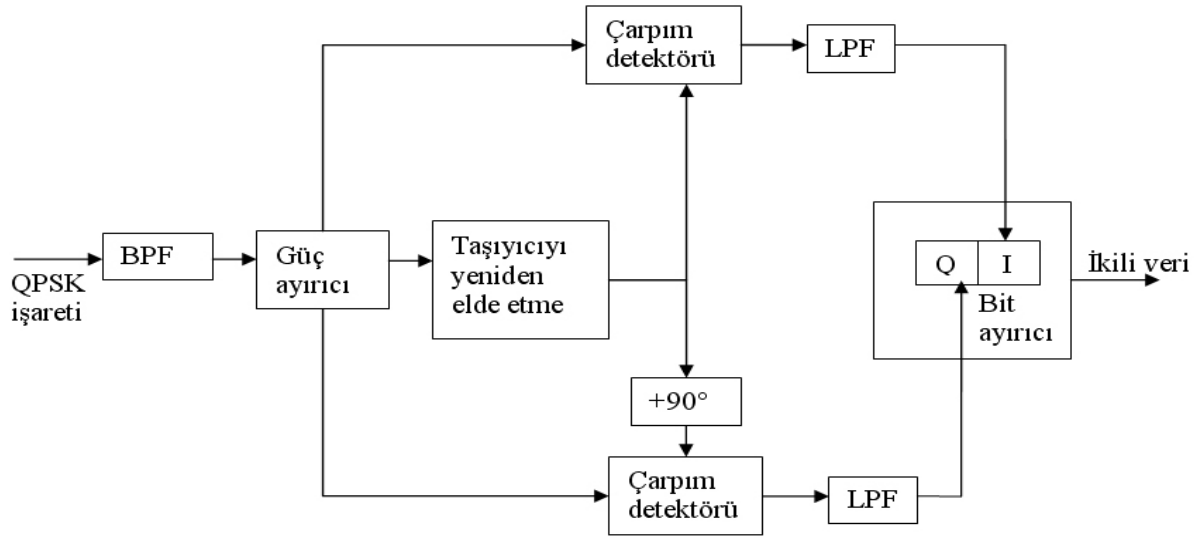 Çarpım
detektörü
LPF
QPSK
işareti
BPF
Güç
ayırıcı
Taşıyıcıyı
yeniden
elde etme
Q I
Bit
ayırıcı
İkili veri
+90°
Çarpım
detektörü
LPF